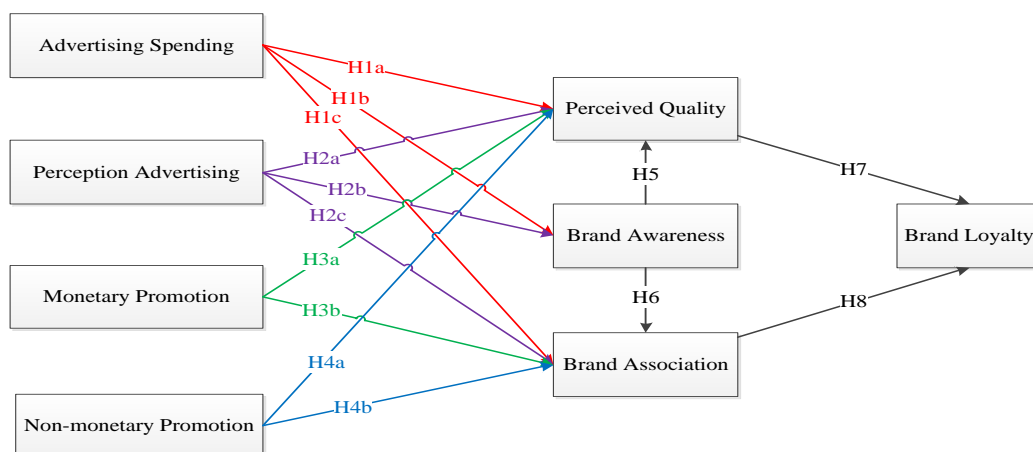 Advertising Spending
H1a
H1b
H1c
Perceived Quality
Perception Advertising
H2a
H2b
H2c
H5
H7
Brand Awareness
Brand Loyalty
Monetary Promotion
H3a
H3b
H6
H8
H4a
Brand Association
Non-monetary Promotion
H4b